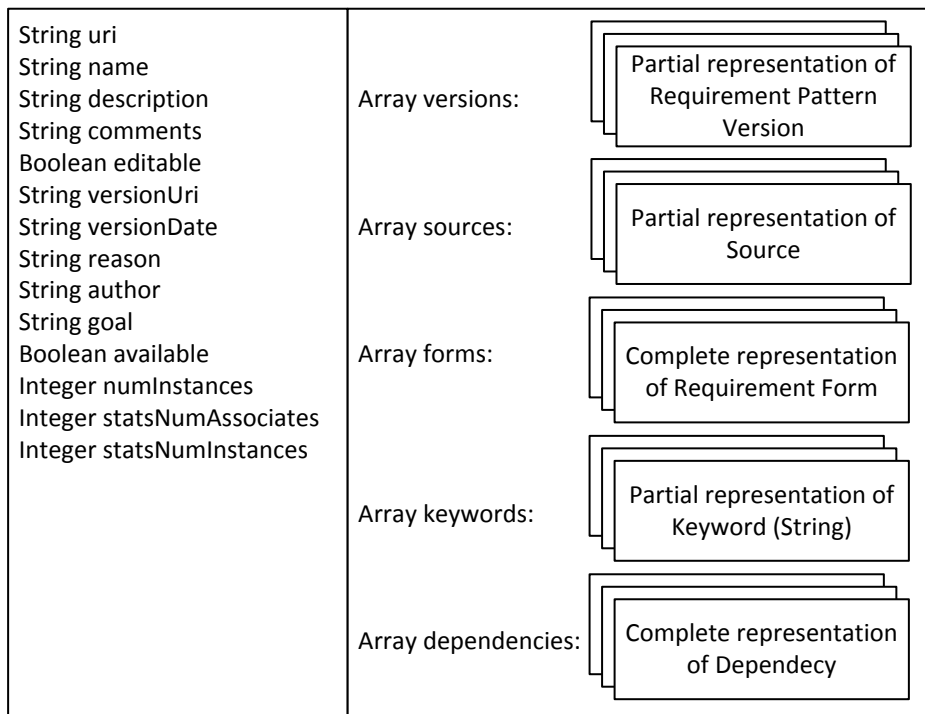 String uri
String name
String description
String comments
Boolean editable
String versionUri
String versionDate
String reason
String author
String goal
Boolean available
Integer numInstances
Integer statsNumAssociates
Integer statsNumInstances
Array versions:
Partial representation of
Requirement Pattern
Version
Array sources:
Partial representation of
Source
Array forms:
Complete representation
of Requirement Form
Array keywords:
Partial representation of
Keyword (String)
Array dependencies:
Complete representation
of Dependecy